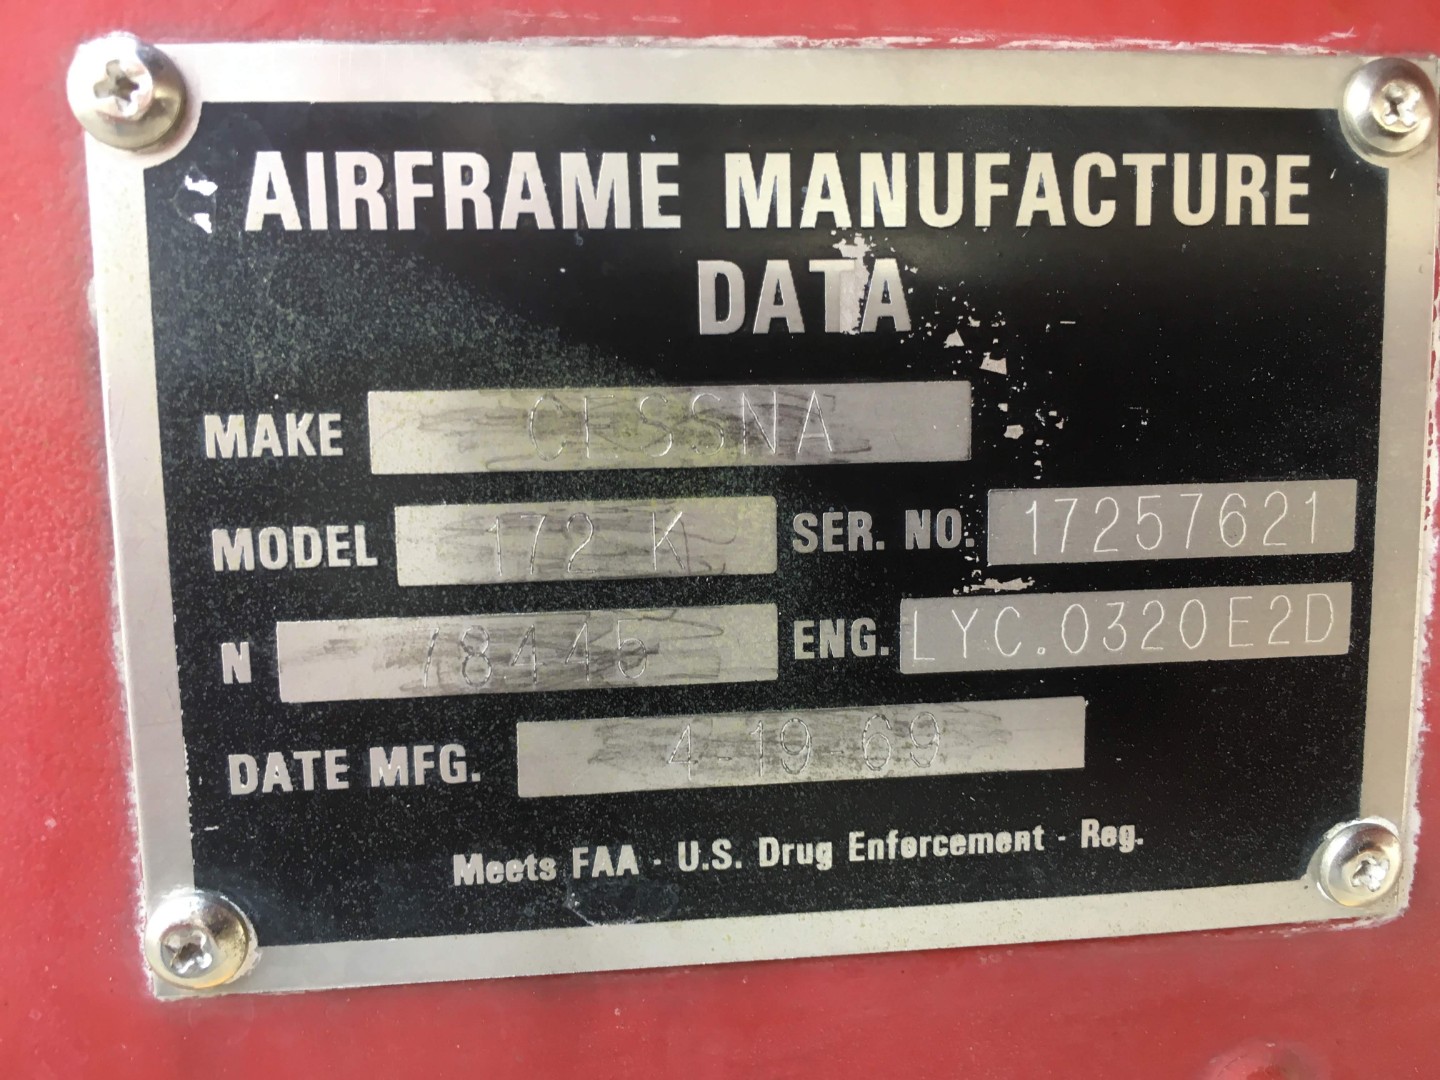 AIRFRAME MANUFACTURE
DATA
MAKE CESSNA
MODEL 172 K SER. NO. 17257621
N 78445 ENG. LYC.0320E2D
DATE MFG. 4-19-69
Meets FAA - U.S. Drug Enforcement - Reg.